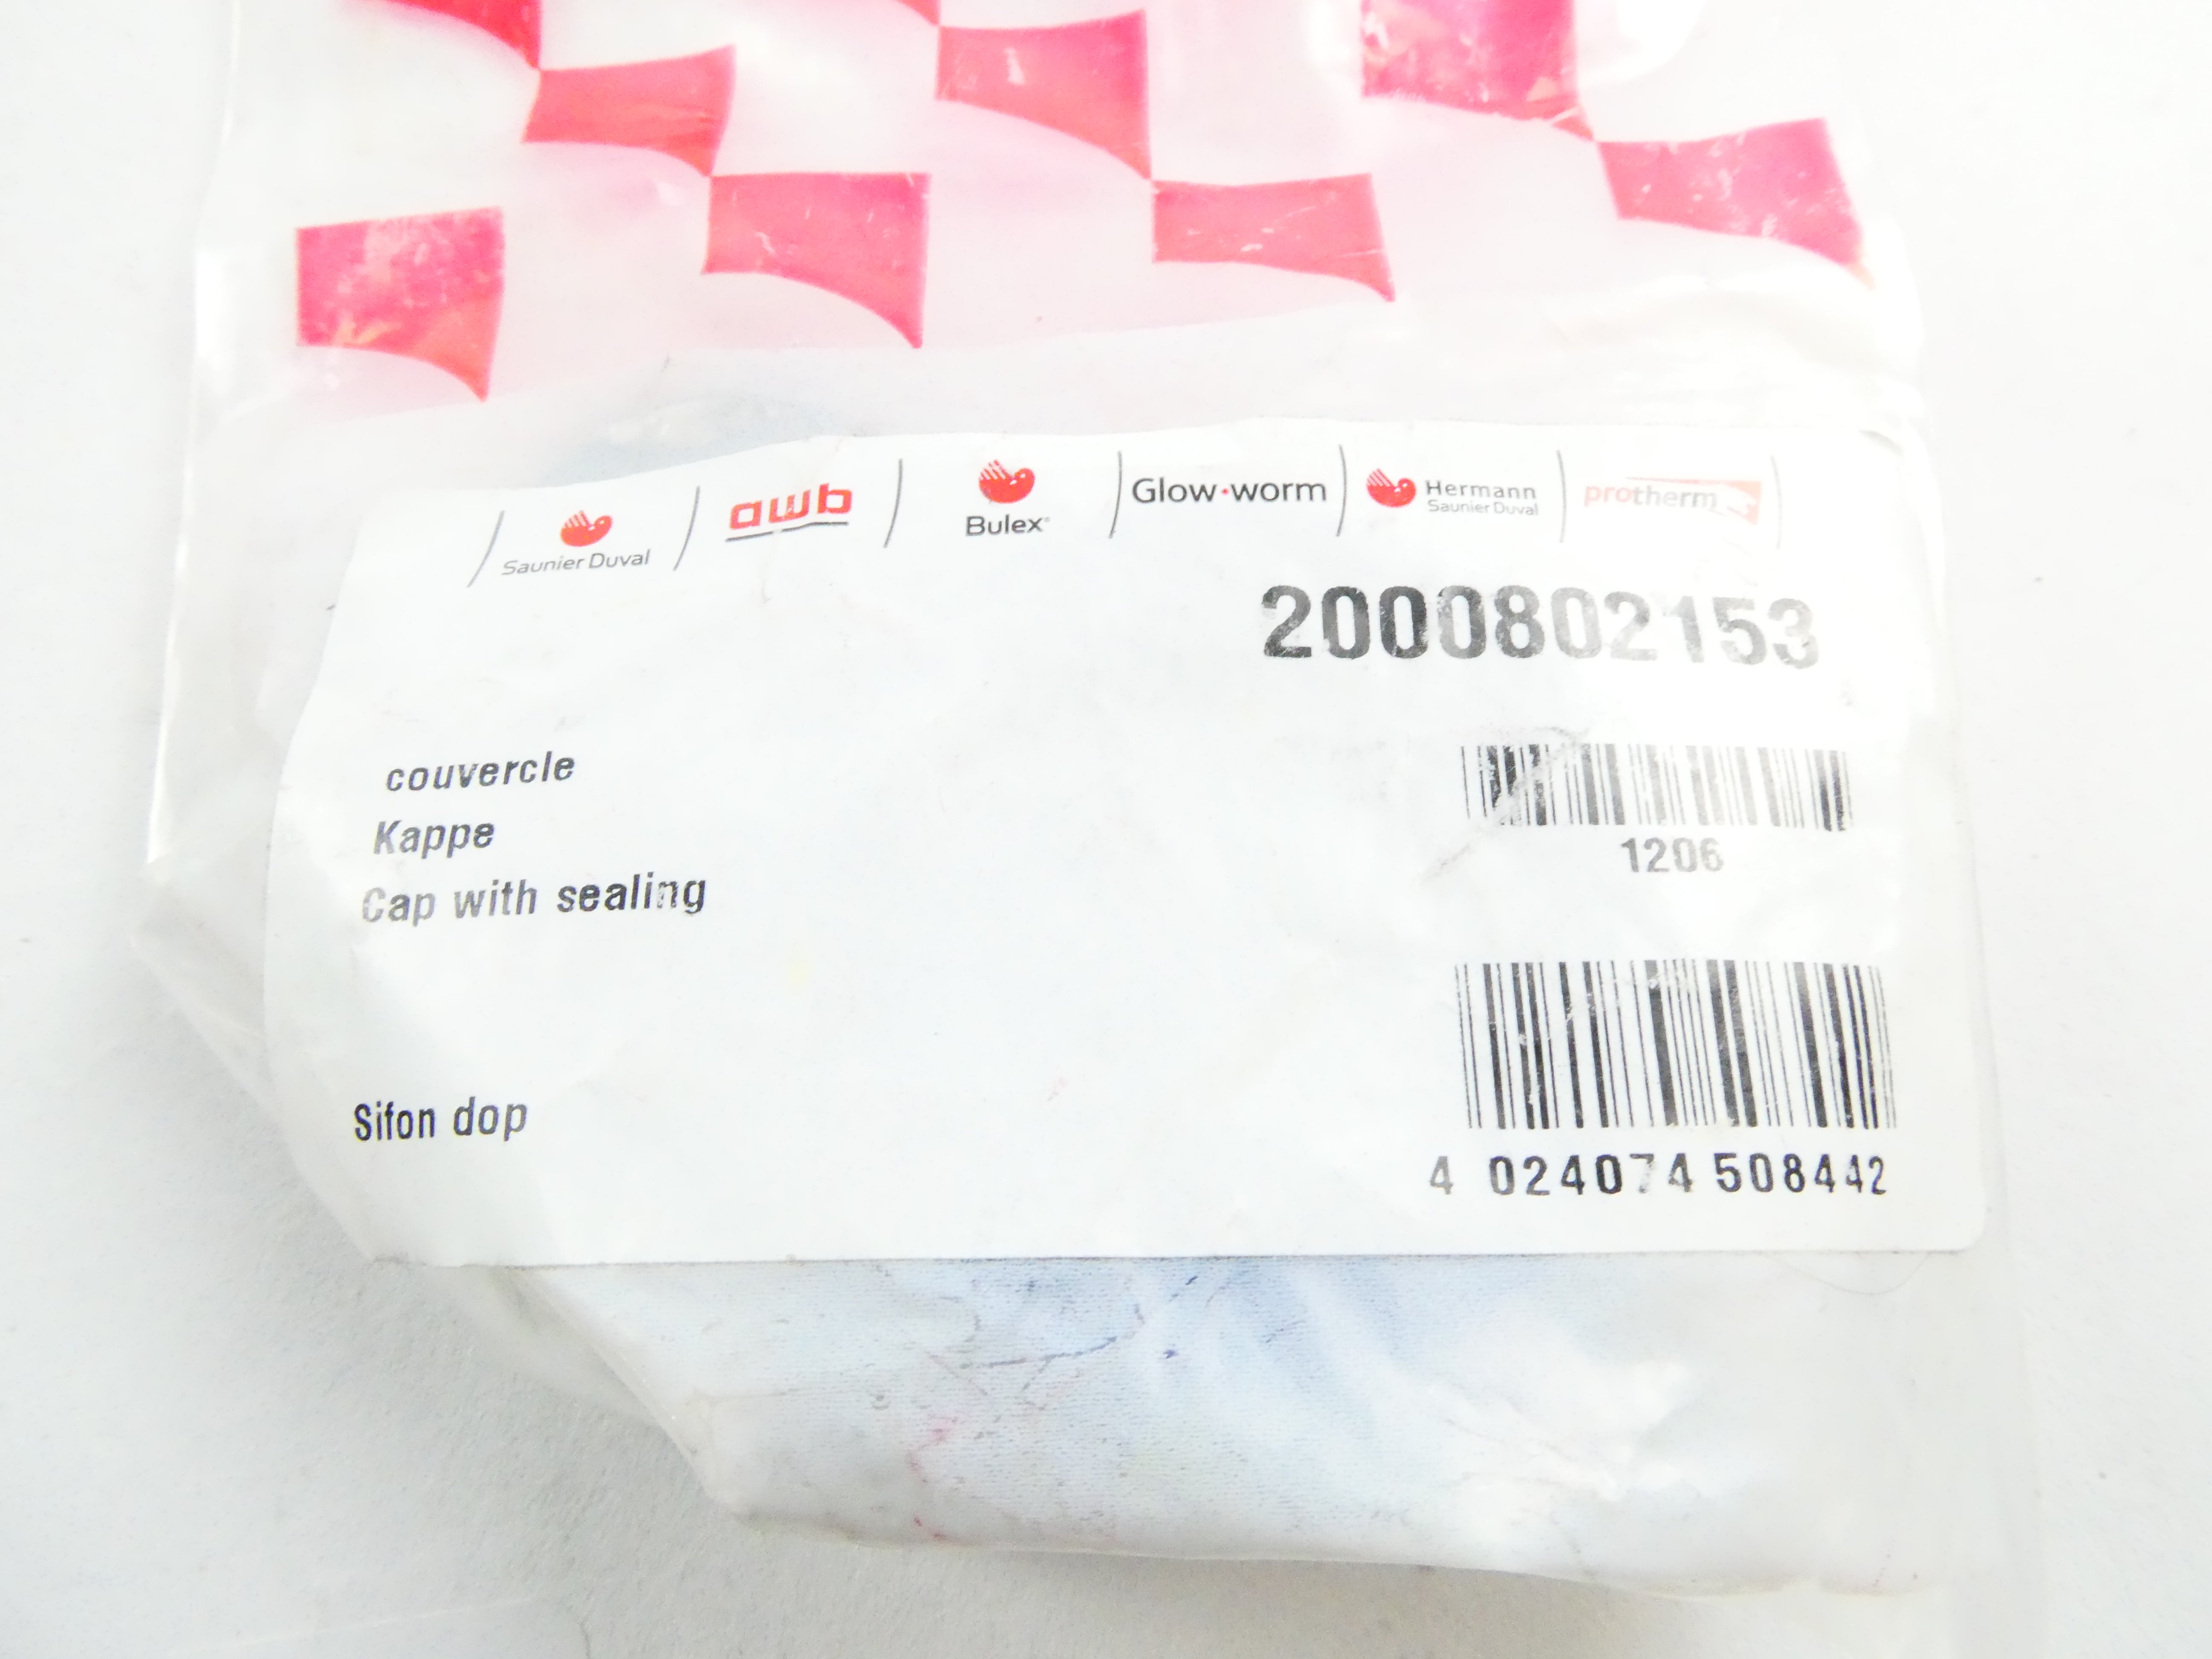 Saunier Duval awb Bulex Glow·worm Hermann Saunier Duval protherm
2000802153
couvercle
Kappe
Cap with sealing
1206
Sifon dop
4 024074 508442